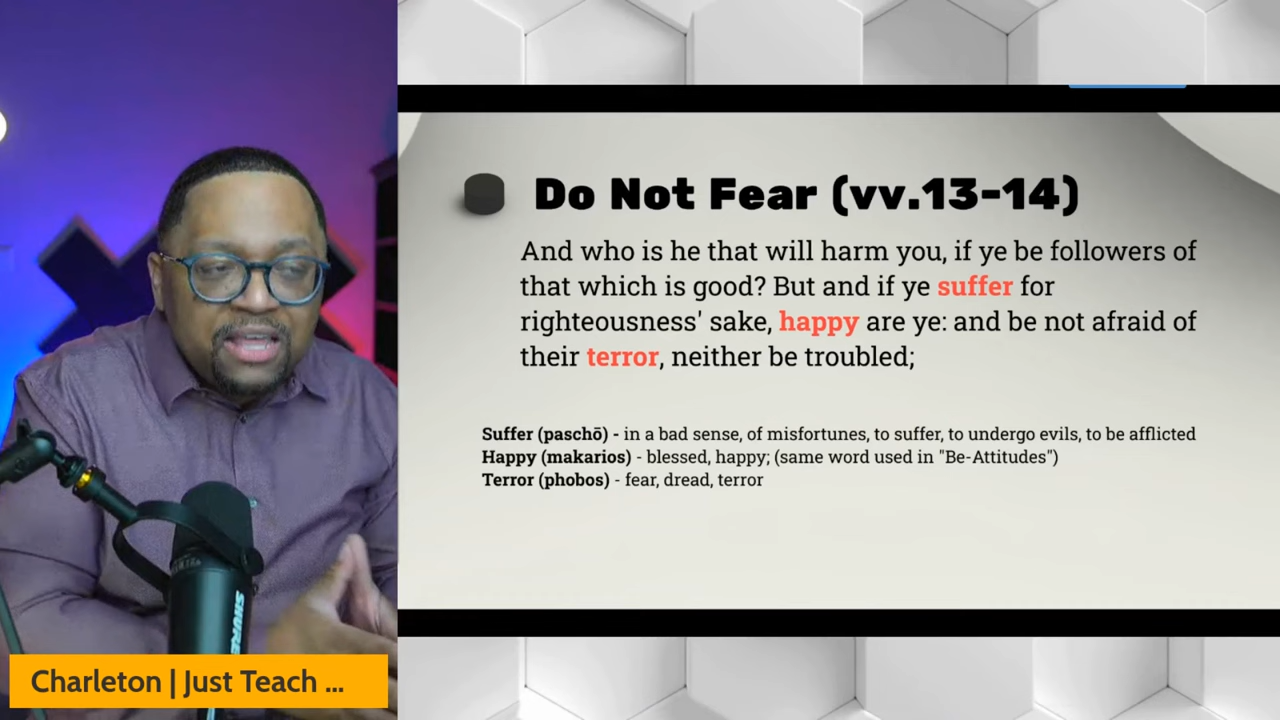 Do Not Fear (vv.13-14)
And who is he that will harm you, if ye be followers of
that which is good? But and if ye suffer for
righteousness' sake, happy are ye: and be not afraid of
their terror, neither be troubled;
Suffer (paschō) - in a bad sense, of misfortunes, to suffer, to undergo evils, to be afflicted
Happy (makarios) - blessed, happy; (same word used in "Be-Attitudes")
Terror (phobos) - fear, dread, terror
SHURE
Charleton | Just Teach ...